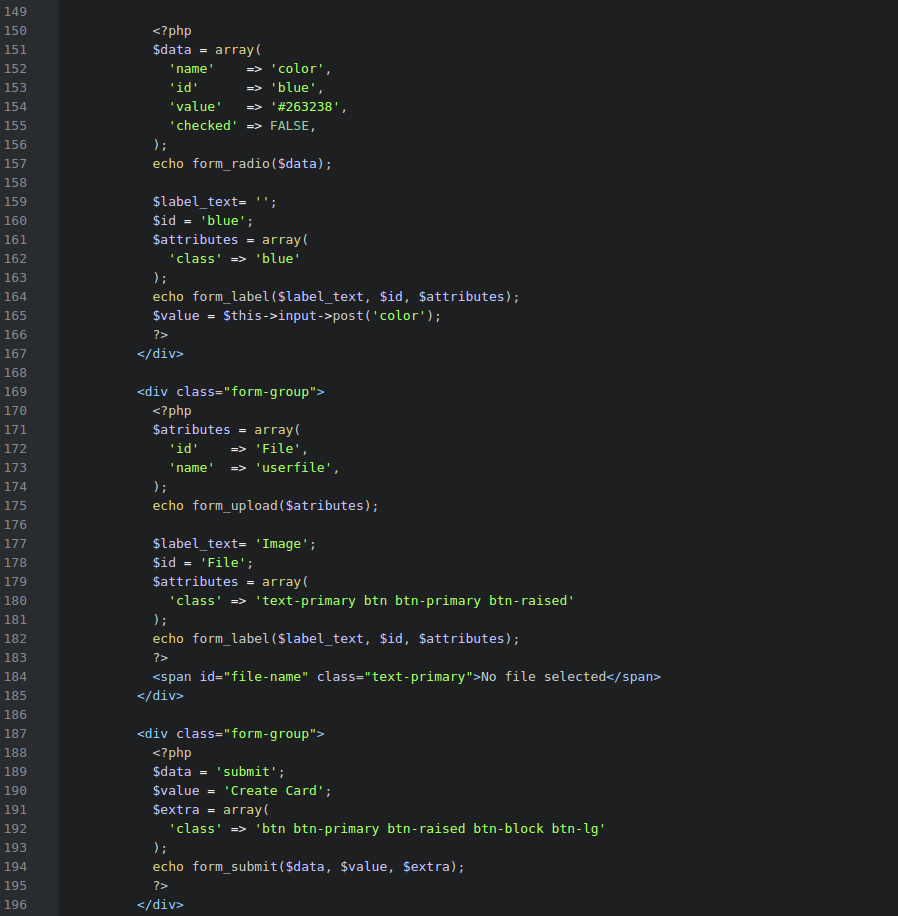 149
150                <?php
151                $data = array(
152                  'name'    => 'color',
153                  'id'      => 'blue',
154                  'value'   => '#263238',
155                  'checked' => FALSE,
156                );
157                echo form_radio($data);
158
159                $label_text= '';
160                $id = 'blue';
161                $attributes = array(
162                  'class' => 'blue'
163                );
164                echo form_label($label_text, $id, $attributes);
165                $value = $this->input->post('color');
166                ?>
167              </div>
168
169              <div class="form-group">
170                <?php
171                $atributes = array(
172                  'id'    => 'File',
173                  'name'  => 'userfile',
174                );
175                echo form_upload($atributes);
176
177                $label_text= 'Image';
178                $id = 'File';
179                $attributes = array(
180                  'class' => 'text-primary btn btn-primary btn-raised'
181                );
182                echo form_label($label_text, $id, $attributes);
183                ?>
184                <span id="file-name" class="text-primary">No file selected</span>
185              </div>
186
187              <div class="form-group">
188                <?php
189                $data = 'submit';
190                $value = 'Create Card';
191                $extra = array(
192                  'class' => 'btn btn-primary btn-raised btn-block btn-lg'
193                );
194                echo form_submit($data, $value, $extra);
195                ?>
196              </div>